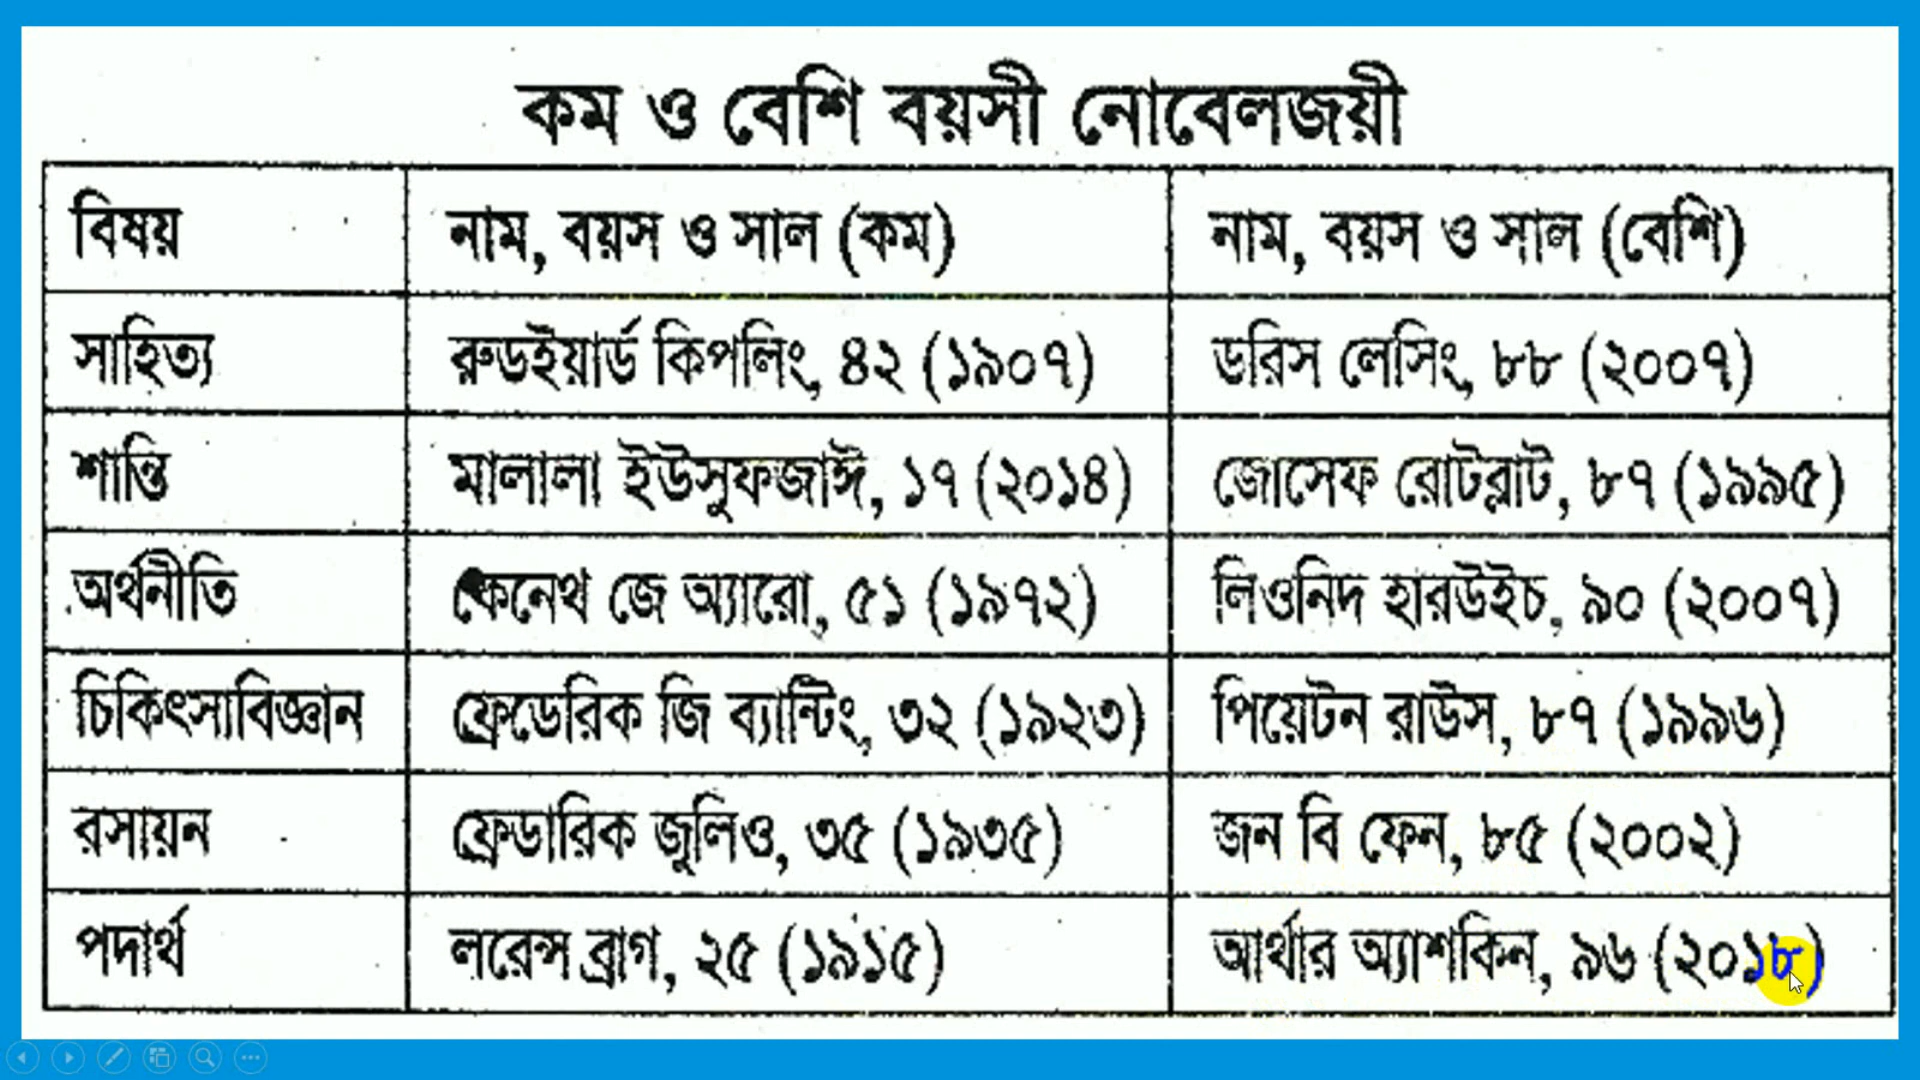 কম ও বেশি বয়সী নোবেলজয়ী
বিষয় নাম, বয়স ও সাল (কম) নাম, বয়স ও সাল (বেশি)
সাহিত্য রুডইয়ার্ড কিপলিং, ৪২ (১৯০৭) ডরিস লেসিং, ৮৮ (২০০৭)
শান্তি মালালা ইউসুফজাঈ, ১৭ (২০১৪) জোসেফ রোটব্লাট, ৮৭ (১৯৯৫)
অর্থনীতি কেনেথ জে অ্যারো, ৫১ (১৯৭২) লিওনিদ হারউইচ, ৯০ (২০০৭)
চিকিৎসাবিজ্ঞান ফ্রেডেরিক জি ব্যান্টিং, ৩২ (১৯২৩) পিয়েটন রাউস, ৮৭ (১৯৯৬)
রসায়ন ফ্রেডারিক জুলিও, ৩৫ (১৯৩৫) জন বি ফেন, ৮৫ (২০০২)
পদার্থ লরেন্স ব্রাগ, ২৫ (১৯১৫) আর্থার অ্যাশকিন, ৯৬ (২০১৮)